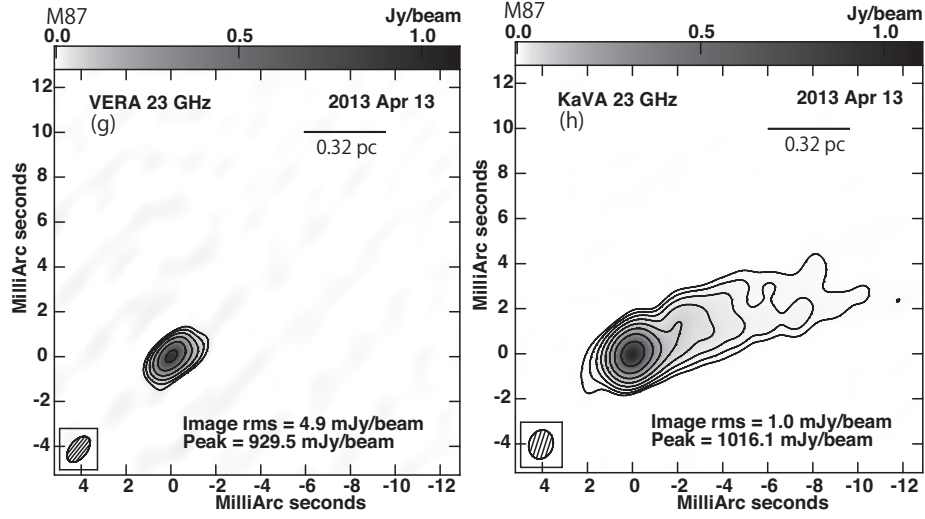 M87
Jy/beam
0.0 0.5 1.0
12
10
8
6
4
2
0
-2
-4
MilliArc seconds
VERA 23 GHz
2013 Apr 13
(g)
0.32 pc
Image rms = 4.9 mJy/beam
Peak = 929.5 mJy/beam
4 2 0 -2 -4 -6 -8 -10 -12
MilliArc seconds
M87
Jy/beam
0.0 0.5 1.0
12
10
8
6
4
2
0
-2
-4
MilliArc seconds
KaVA 23 GHz
2013 Apr 13
(h)
0.32 pc
Image rms = 1.0 mJy/beam
Peak = 1016.1 mJy/beam
4 2 0 -2 -4 -6 -8 -10 -12
MilliArc seconds